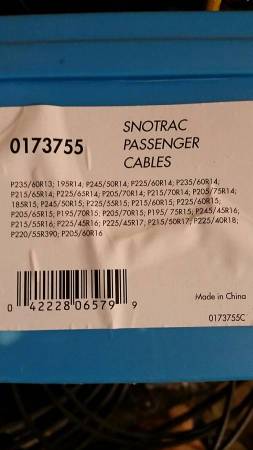 0173755
SNOTRAC
PASSENGER
CABLES
P235/60R13; 195R14; P245/50R14; P225/60R14; P235/60R14;
P215/65R14; P225/65R14; P205/70R14; P215/70R14; P205/75R14;
185R15; P245/50R15; P225/55R15; P215/60R15; P225/60R15;
P205/65R15; P195/70R15; P205/70R15; P195/ 75R15; P245/45R16;
P215/55R16; P225/45R16; P225/45R17; P215/50R17; P225/40R18;
P220/55R390; P205/60R16
0 42228 06579 9
Made in China
0173755C